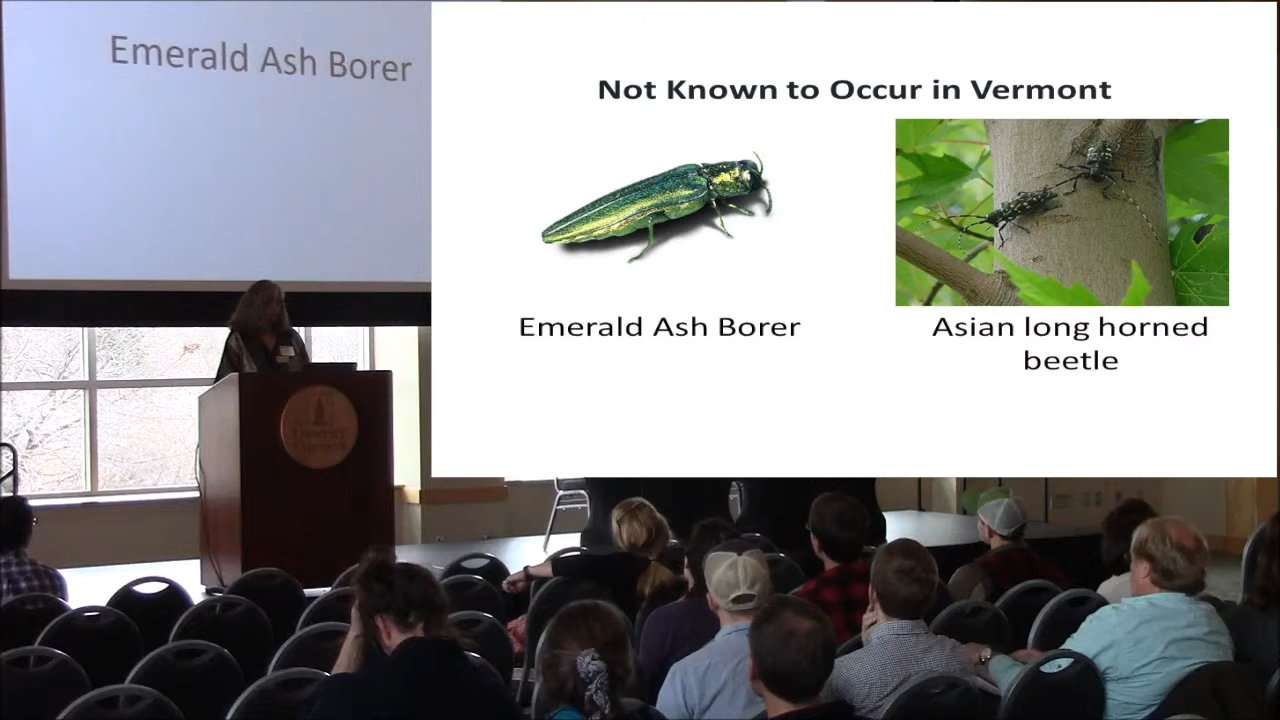 Emerald Ash Borer
Not Known to Occur in Vermont
Emerald Ash Borer
Asian long horned
beetle